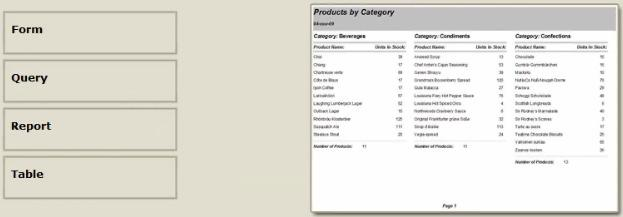 Form
Query
Report
Table
Products by Category
Category: Beverages Category: Condiments Category: Confections
Product Name: Units in Stock: Product Name: Units in Stock: Product Name: Units in Stock:
Chai 39 Aniseed Syrup 13 Chocolade 15
Chang 17 Chef Anton's Cajun Seasoning 53 Gumbär Gummibärchen 15
Chartreuse verte 69 Genen Shouyu 39 Maxilaku 10
Côte de Blaye 17 Grandma's Boysenberry Spread 120 NuNuCa Nuß-Nougat-Creme 76
Ipoh Coffee 17 Gula Malacca 27 Pavlova 29
Lakkalikööri 57 Louisiana Fiery Hot Pepper Sauce 76 Schoggi Schokolade 49
Laughing Lumberjack Lager 52 Louisiana Hot Spiced Okra 4 Scottish Longbreads 6
Outback Lager 15 Northwoods Cranberry Sauce 6 Sir Rodney's Marmalade 40
Rhönbräu Klosterbier 125 Original Frankfurter grüne Soße 32 Sir Rodney's Scones 3
Sasquatch Ale 111 Sirop d'érable 113 Tarte au sucre 17
Steeleye Stout 20 Vegie-spread 24 Teatime Chocolate Biscuits 25
Valkoinen suklaa 65
Number of Products: 11 Number of Products: 11 Zaanse koeken 36
Number of Products: 13
Page 1